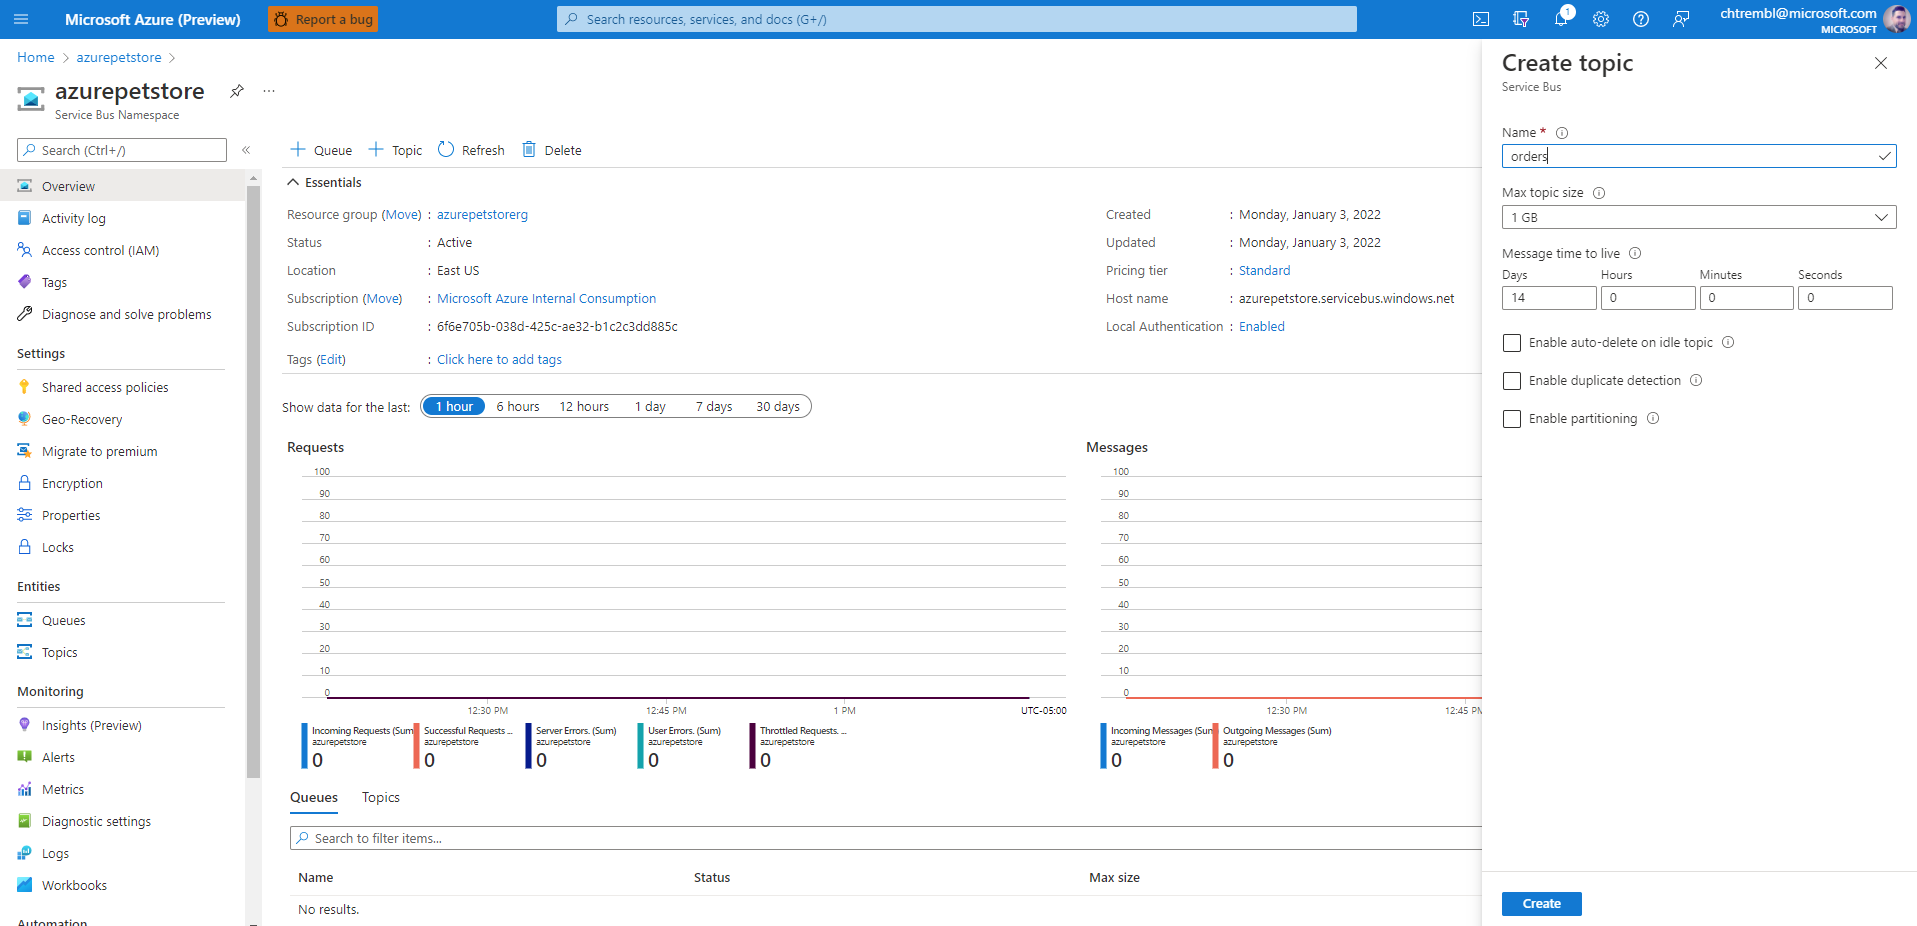 Microsoft Azure (Preview)
Report a bug
Search resources, services, and docs (G+/)
1
chtrembl@microsoft.com
MICROSOFT
Home > azurepetstore >
azurepetstore
...
Service Bus Namespace
Search (Ctrl+/)
«
Overview
Activity log
Access control (IAM)
Tags
Diagnose and solve problems
Settings
Shared access policies
Geo-Recovery
Migrate to premium
Encryption
Properties
Locks
Entities
Queues
Topics
Monitoring
Insights (Preview)
Alerts
Metrics
Diagnostic settings
Logs
Workbooks
Automation
+ Queue + Topic Refresh Delete
Essentials
Resource group (Move) : azurepetstorerg
Status : Active
Location : East US
Subscription (Move) : Microsoft Azure Internal Consumption
Subscription ID : 6f6e705b-038d-425c-ae32-b1c2c3dd885c
Tags (Edit) : Click here to add tags
Created : Monday, January 3, 2022
Updated : Monday, January 3, 2022
Pricing tier : Standard
Host name : azurepetstore.servicebus.windows.net
Local Authentication : Enabled
Show data for the last: 1 hour 6 hours 12 hours 1 day 7 days 30 days
Requests
100
90
80
70
60
50
40
30
20
10
0
12:30 PM 12:45 PM 1 PM UTC-05:00
Incoming Requests (Sum
azurepetstore
0
Successful Requests ...
azurepetstore
0
Server Errors. (Sum)
azurepetstore
0
User Errors. (Sum)
azurepetstore
0
Throttled Requests. ...
azurepetstore
0
Messages
100
90
80
70
60
50
40
30
20
10
0
12:30 PM 12:45 PM
Incoming Messages (Sum
azurepetstore
0
Outgoing Messages (Sum)
azurepetstore
0
Queues Topics
Search to filter items...
Name Status Max size
No results.
Create topic
Service Bus
Name *
orders
Max topic size
1 GB
Message time to live
Days Hours Minutes Seconds
14 0 0 0
Enable auto-delete on idle topic
Enable duplicate detection
Enable partitioning
Create